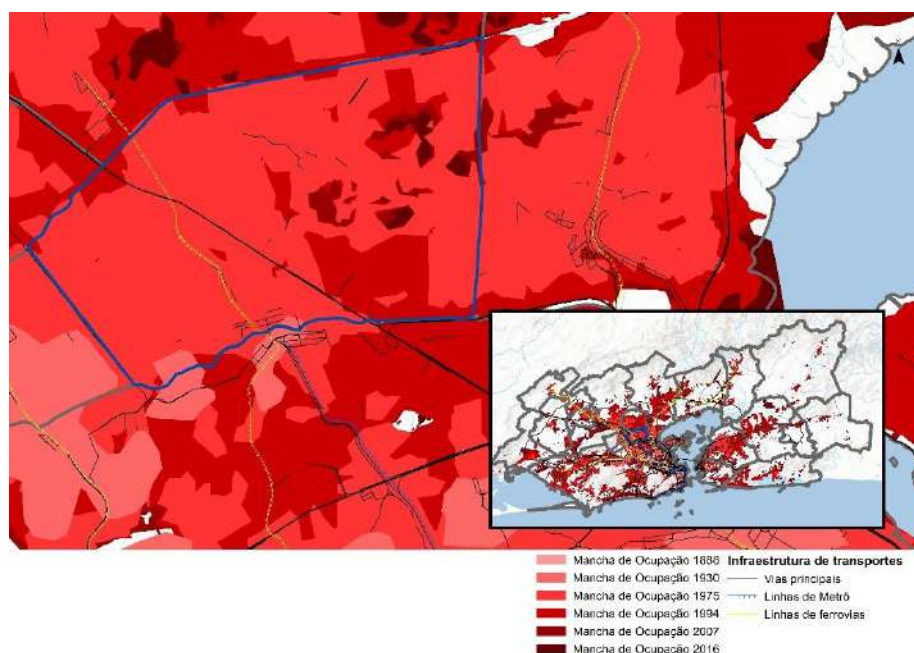 Mancha de Ocupação 1888
Mancha de Ocupação 1930
Mancha de Ocupação 1975
Mancha de Ocupação 1994
Mancha de Ocupação 2007
Mancha de Ocupação 2016
Infraestrutura de transportes
Vias principais
Linhas de Metrô
Linhas de ferrovias